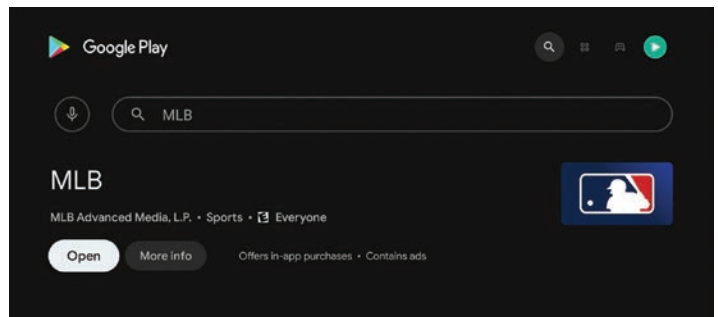 Google Play
MLB
MLB
MLB Advanced Media, L.P. • Sports • E Everyone
Open More info Offers in-app purchases • Contains ads